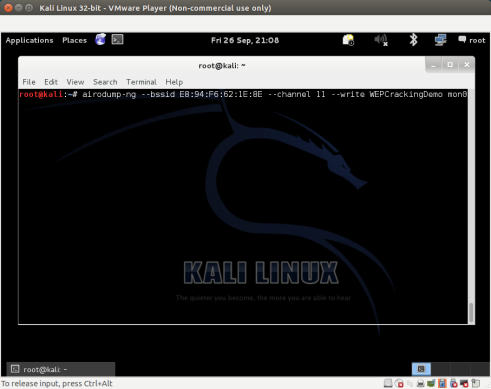 Kali Linux 32-bit - VMware Player (Non-commercial use only)
Applications Places Fri 26 Sep, 21:08 root
root@kali: ~
File Edit View Search Terminal Help
root@kali:~# airodump-ng --bssid E8:94:F6:62:1E:8E --channel 11 --write WEPCrackingDemo mon0
KALI LINUX
The quieter you become, the more you are able to hear
root@kali: ~
To release input, press Ctrl+Alt